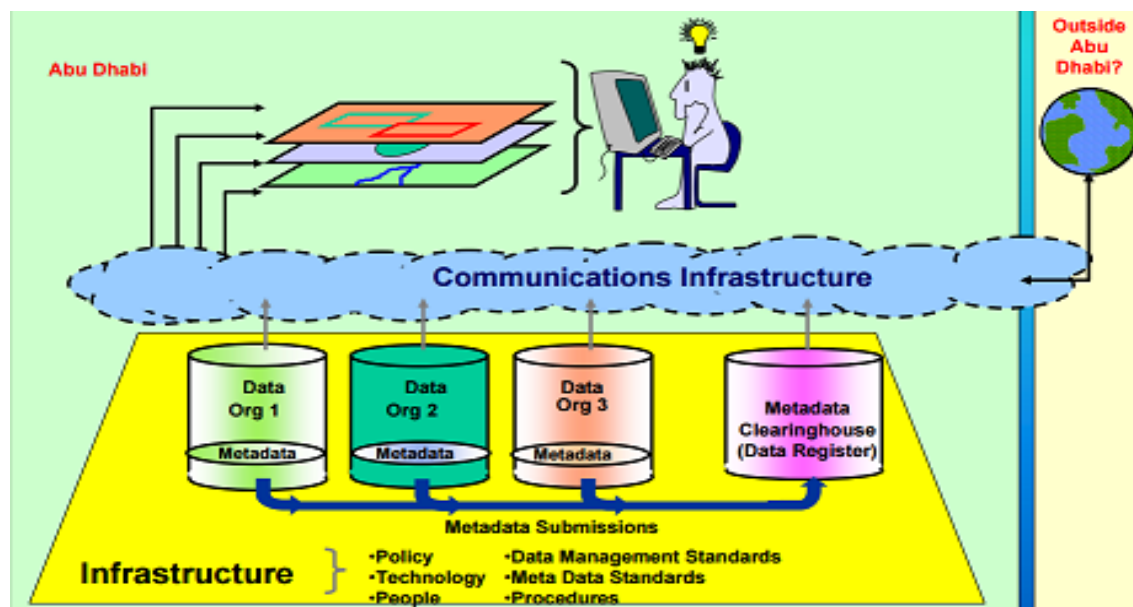 Abu Dhabi
Outside
Abu
Dhabi?
Communications Infrastructure
Data
Org 1
Metadata
Data
Org 2
Metadata
Data
Org 3
Metadata
Metadata
Clearinghouse
(Data Register)
Metadata Submissions
Infrastructure
•Policy
•Technology
•People
•Data Management Standards
•Meta Data Standards
•Procedures